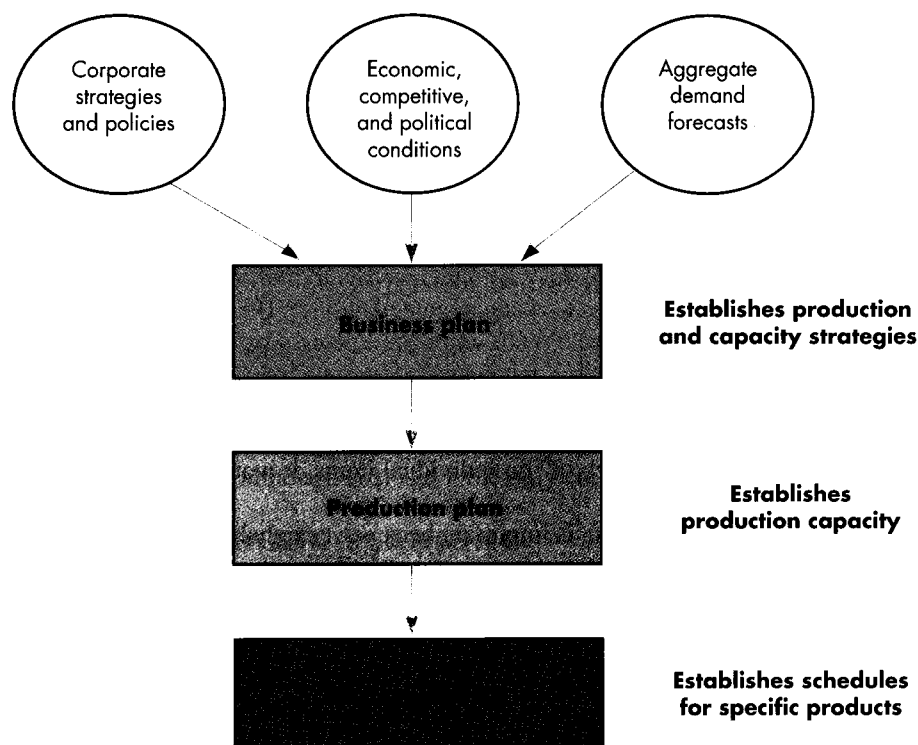 Corporate
strategies
and policies
Economic,
competitive,
and political
conditions
Aggregate
demand
forecasts
Business plan
Establishes production
and capacity strategies
Production plan
Establishes
production capacity
Establishes schedules
for specific products